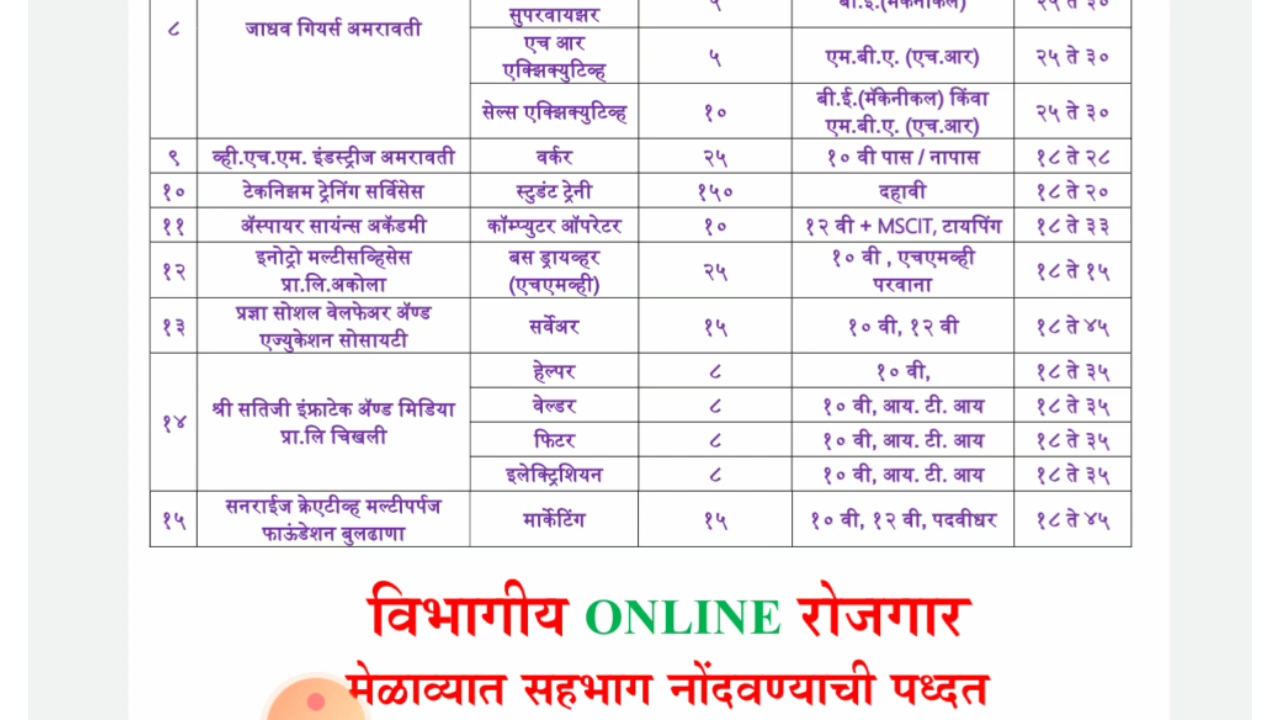 सुपरवायझर ५ बी.ई.(मॅकेनीकल) २५ ते ३०
८ जाधव गियर्स अमरावती
एच आर
एक्झिक्युटिव्ह ५ एम.बी.ए. (एच.आर) २५ ते ३०
सेल्स एक्झिक्युटिव्ह १० बी.ई.(मॅकेनीकल) किंवा
एम.बी.ए. (एच.आर) २५ ते ३०
९ व्ही.एच.एम. इंडस्ट्रीज अमरावती वर्कर २५ १० वी पास / नापास १८ ते २८
१० टेकनिझम ट्रेनिंग सर्विसेस स्टुडंट ट्रेनी १५० दहावी १८ ते २०
११ ॲस्पायर सायंन्स अकॅडमी कॉम्प्युटर ऑपरेटर १० १२ वी + MSCIT, टायपिंग १८ ते ३३
१२ इनोट्रो मल्टीसव्हिसेस
प्रा.लि.अकोला बस ड्रायव्हर
(एचएमव्ही) २५ १० वी , एचएमव्ही
परवाना १८ ते १५
१३ प्रज्ञा सोशल वेलफेअर ॲण्ड
एज्युकेशन सोसायटी सर्वेअर १५ १० वी, १२ वी १८ ते ४५
१४ श्री सतिजी इंफ्राटेक ॲण्ड मिडिया
प्रा.लि चिखली
हेल्पर ८ १० वी, १८ ते ३५
वेल्डर ८ १० वी, आय. टी. आय १८ ते ३५
फिटर ८ १० वी, आय. टी. आय १८ ते ३५
इलेक्ट्रिशियन ८ १० वी, आय. टी. आय १८ ते ३५
१५ सनराईज क्रेएटीव्ह मल्टीपर्पज
फाऊंडेशन बुलढाणा मार्केटिंग १५ १० वी, १२ वी, पदवीधर १८ ते ४५
विभागीय ONLINE रोजगार
मेळाव्यात सहभाग नोंदवण्याची पध्दत